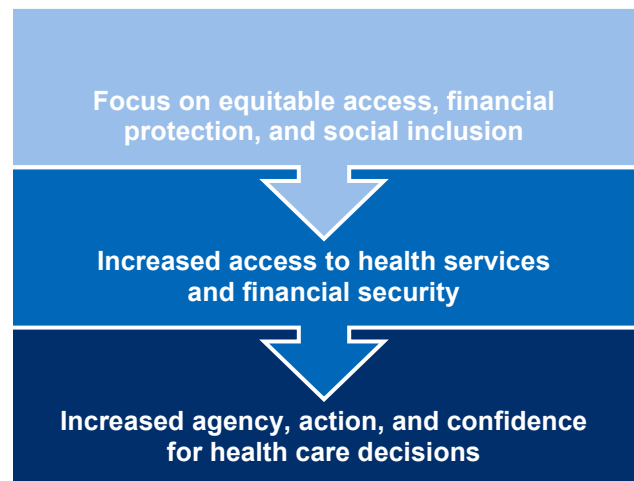 Focus on equitable access, financial
protection, and social inclusion
Increased access to health services
and financial security
Increased agency, action, and confidence
for health care decisions